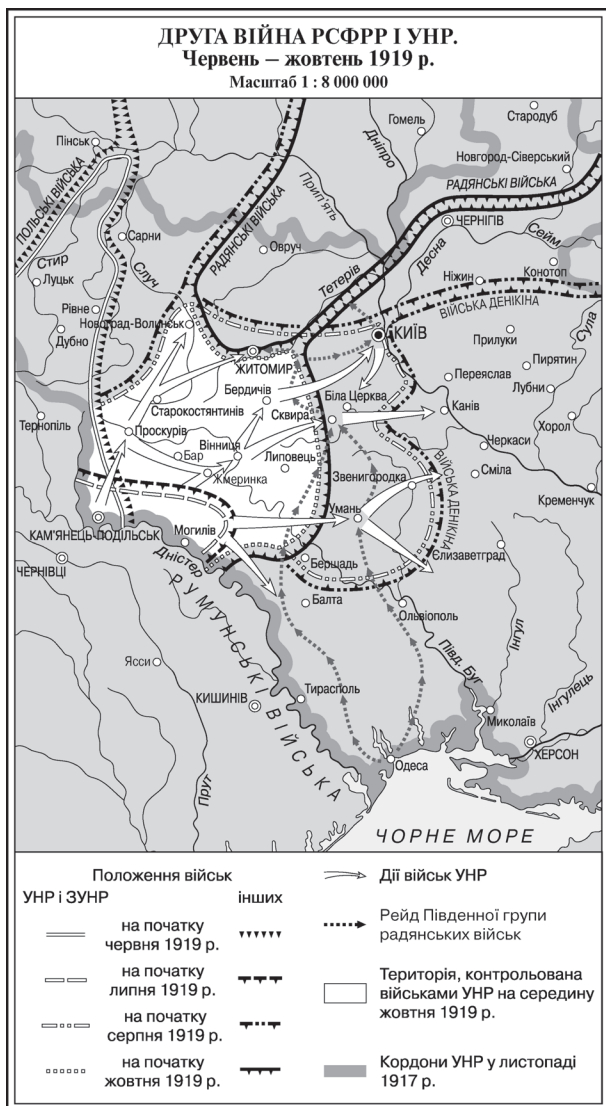 ДРУГА ВІЙНА РСФРР І УНР.
Червень – жовтень 1919 р.
Масштаб 1 : 8 000 000
Стародуб
Гомель
Дніпро
Пінськ
Новгород-Сіверський
ПОЛЬСЬКІ ВІЙСЬКА
РАДЯНСЬКІ ВІЙСЬКА
Прип'ять
РАДЯНСЬКІ ВІЙСЬКА
ЧЕРНІГІВ
Сарни
Овруч
Десна
Сейм
Стир
Случ
Тетерів
Конотоп
Луцьк
Ніжин
ВІЙСЬКА ДЕНІКІНА
Рівне
Новоград-Волинськ
КИЇВ
Сула
Дубно
Прилуки
ЖИТОМИР
Пирятин
Бердичів
Переяслав
Лубни
Старокостянтинів
Біла Церква
Сквира
Канів
Тернопіль
Проскурів
Хорол
Вінниця
Бар
Липовець
Черкаси
Жмеринка
Звенигородка
Сміла
ВІЙСЬКА ДЕНІКІНА
Кременчук
Умань
КАМ'ЯНЕЦЬ-ПОДІЛЬСЬК
Могилів
ЧЕРНІВЦІ
Дністер
Бершадь
Єлизаветград
Балта
Ольвіополь
РУМУНСЬКІ ВІЙСЬКА
Півд. Буг
Інгул
Ясси
Інгулець
Тирасполь
КИШИНІВ
Миколаїв
ХЕРСОН
Прут
Одеса
ЧОРНЕ МОРЕ
Положення військ
УНР і ЗУНР
інших
на початку
червня 1919 р.
на початку
липня 1919 р.
на початку
серпня 1919 р.
на початку
жовтня 1919 р.
Дії військ УНР
Рейд Південної групи
радянських військ
Територія, контрольована
військами УНР на середину
жовтня 1919 р.
Кордони УНР у листопаді
1917 р.